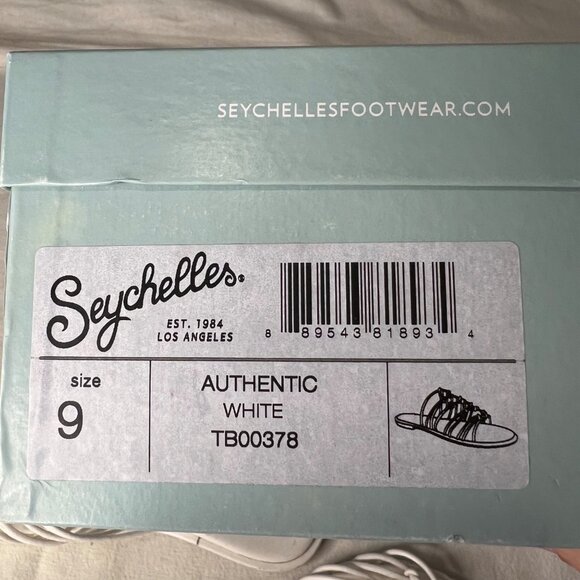 SEYCHELLESFOOTWEAR.COM
Seychelles®
EST. 1984
LOS ANGELES
8 89543 81893 4
size
9
AUTHENTIC
WHITE
TB00378